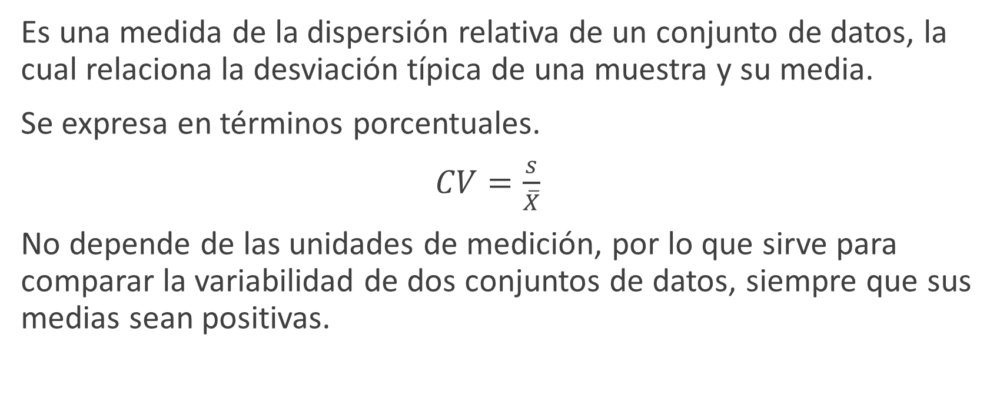 Es una medida de la dispersión relativa de un conjunto de datos, la
cual relaciona la desviación típica de una muestra y su media.
Se expresa en términos porcentuales.
CV = s/X̄
No depende de las unidades de medición, por lo que sirve para
comparar la variabilidad de dos conjuntos de datos, siempre que sus
medias sean positivas.